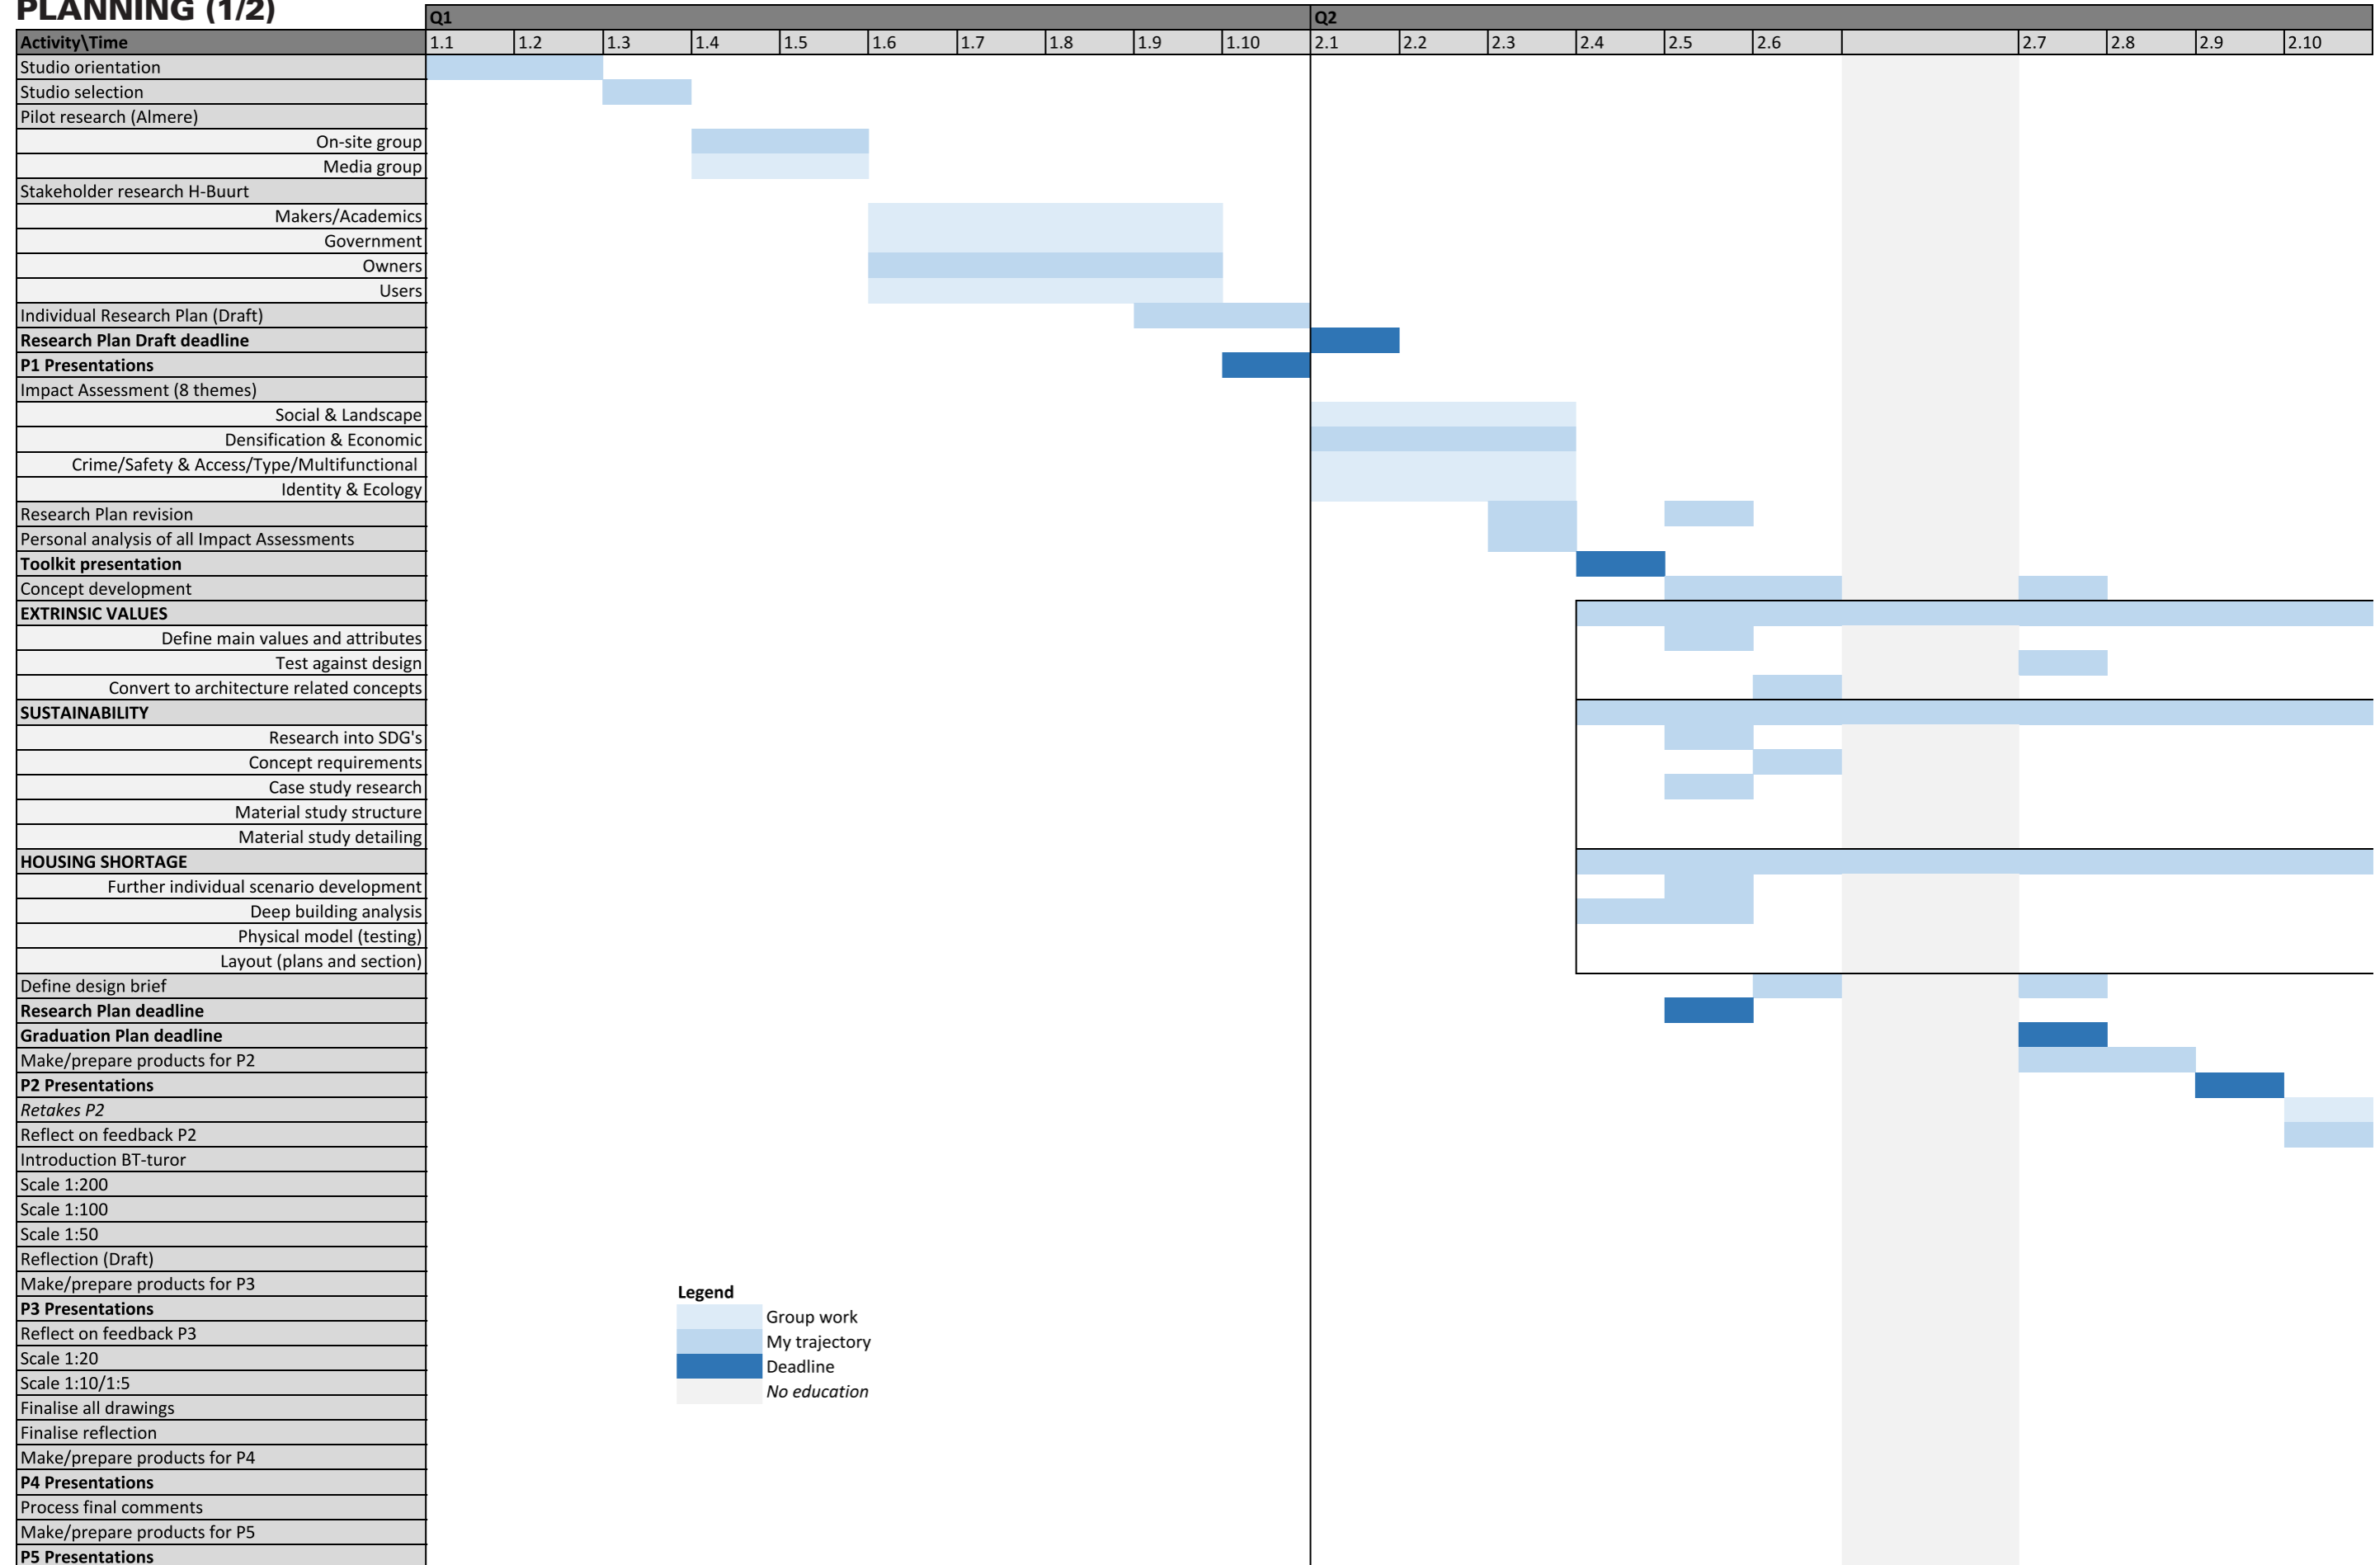 PLANNING (1/2)
Q1 Q2
Activity\Time 1.1 1.2 1.3 1.4 1.5 1.6 1.7 1.8 1.9 1.10 2.1 2.2 2.3 2.4 2.5 2.6 2.7 2.8 2.9 2.10
Studio orientation
Studio selection
Pilot research (Almere)
On-site group
Media group
Stakeholder research H-Buurt
Makers/Academics
Government
Owners
Users
Individual Research Plan (Draft)
Research Plan Draft deadline
P1 Presentations
Impact Assessment (8 themes)
Social & Landscape
Densification & Economic
Crime/Safety & Access/Type/Multifunctional
Identity & Ecology
Research Plan revision
Personal analysis of all Impact Assessments
Toolkit presentation
Concept development
EXTRINSIC VALUES
Define main values and attributes
Test against design
Convert to architecture related concepts
SUSTAINABILITY
Research into SDG's
Concept requirements
Case study research
Material study structure
Material study detailing
HOUSING SHORTAGE
Further individual scenario development
Deep building analysis
Physical model (testing)
Layout (plans and section)
Define design brief
Research Plan deadline
Graduation Plan deadline
Make/prepare products for P2
P2 Presentations
Retakes P2
Reflect on feedback P2
Introduction BT-turor
Scale 1:200
Scale 1:100
Scale 1:50
Reflection (Draft)
Make/prepare products for P3
P3 Presentations
Reflect on feedback P3
Scale 1:20
Scale 1:10/1:5
Finalise all drawings
Finalise reflection
Make/prepare products for P4
P4 Presentations
Process final comments
Make/prepare products for P5
P5 Presentations
Legend
Group work
My trajectory
Deadline
No education